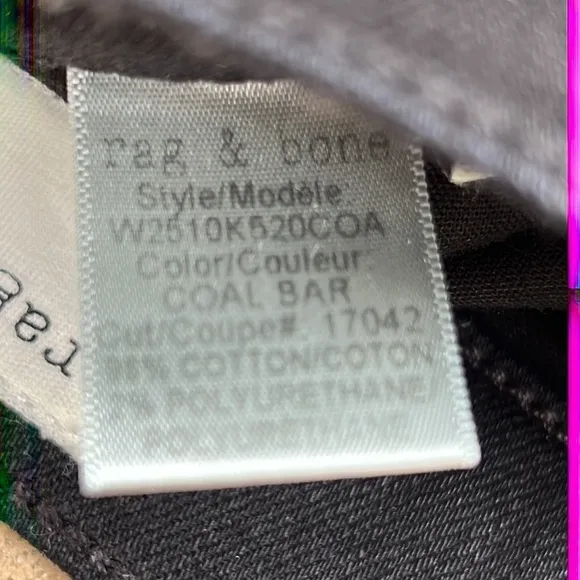 rag & bone
Style/Modèle:
W2510K520COA
Color/Couleur:
COAL BAR
Cut/Coupe#: 17042
COTTON/COTON
POLYURETHANE
rag